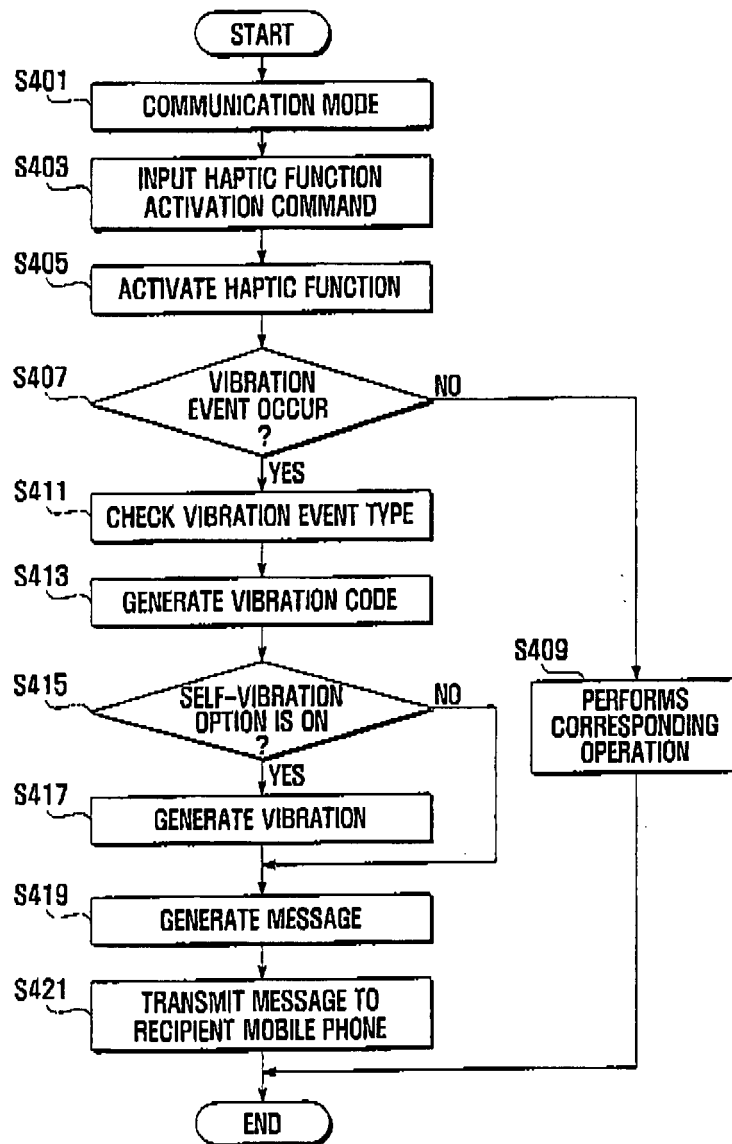 START
S401
COMMUNICATION MODE
S403
INPUT HAPTIC FUNCTION
ACTIVATION COMMAND
S405
ACTIVATE HAPTIC FUNCTION
S407
VIBRATION
EVENT OCCUR
?
NO
YES
S411
CHECK VIBRATION EVENT TYPE
S413
GENERATE VIBRATION CODE
S409
PERFORMS
CORRESPONDING
OPERATION
S415
SELF-VIBRATION
OPTION IS ON
?
NO
YES
S417
GENERATE VIBRATION
S419
GENERATE MESSAGE
S421
TRANSMIT MESSAGE TO
RECIPIENT MOBILE PHONE
END